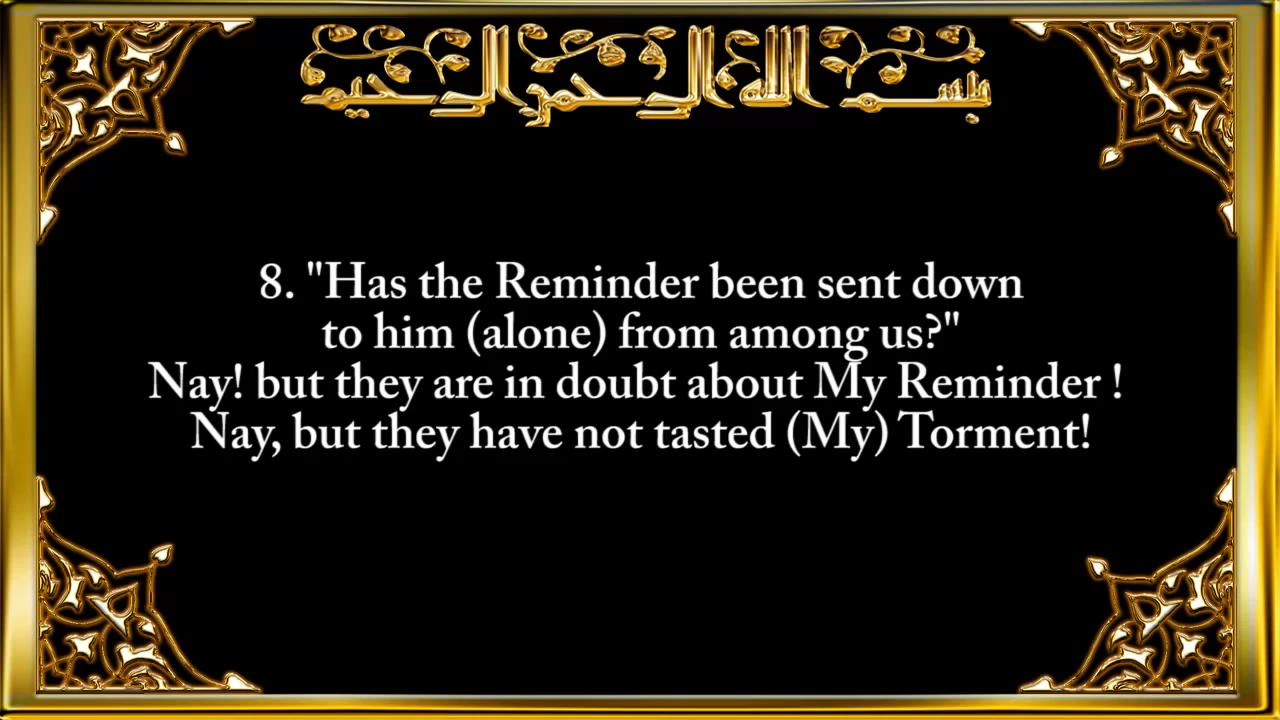 بسم الله الرحمن الرحيم
8. "Has the Reminder been sent down
to him (alone) from among us?"
Nay! but they are in doubt about My Reminder !
Nay, but they have not tasted (My) Torment!